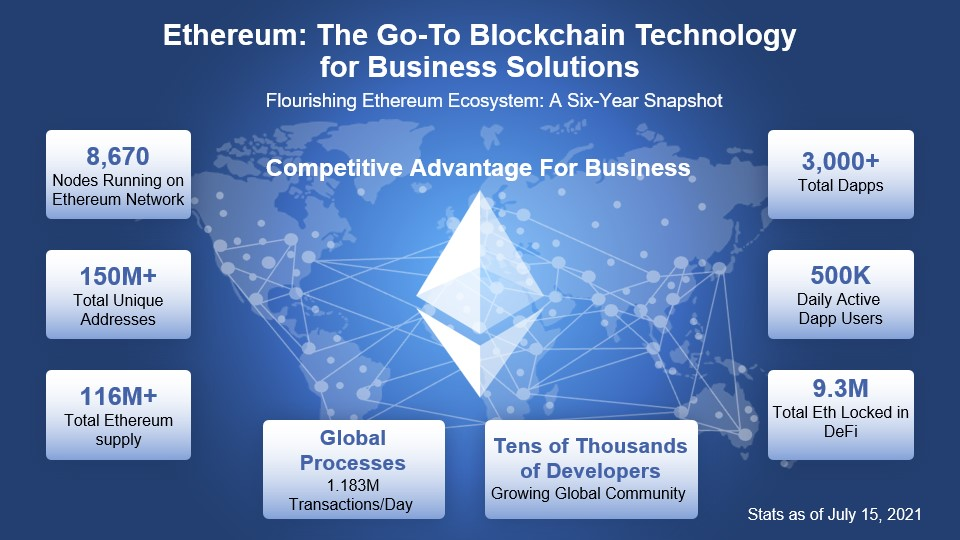 Ethereum: The Go-To Blockchain Technology
for Business Solutions
Flourishing Ethereum Ecosystem: A Six-Year Snapshot
Competitive Advantage For Business
8,670
Nodes Running on
Ethereum Network
150M+
Total Unique
Addresses
116M+
Total Ethereum
supply
Global
Processes
1.183M
Transactions/Day
Tens of Thousands
of Developers
Growing Global Community
3,000+
Total Dapps
500K
Daily Active
Dapp Users
9.3M
Total Eth Locked in
DeFi
Stats as of July 15, 2021